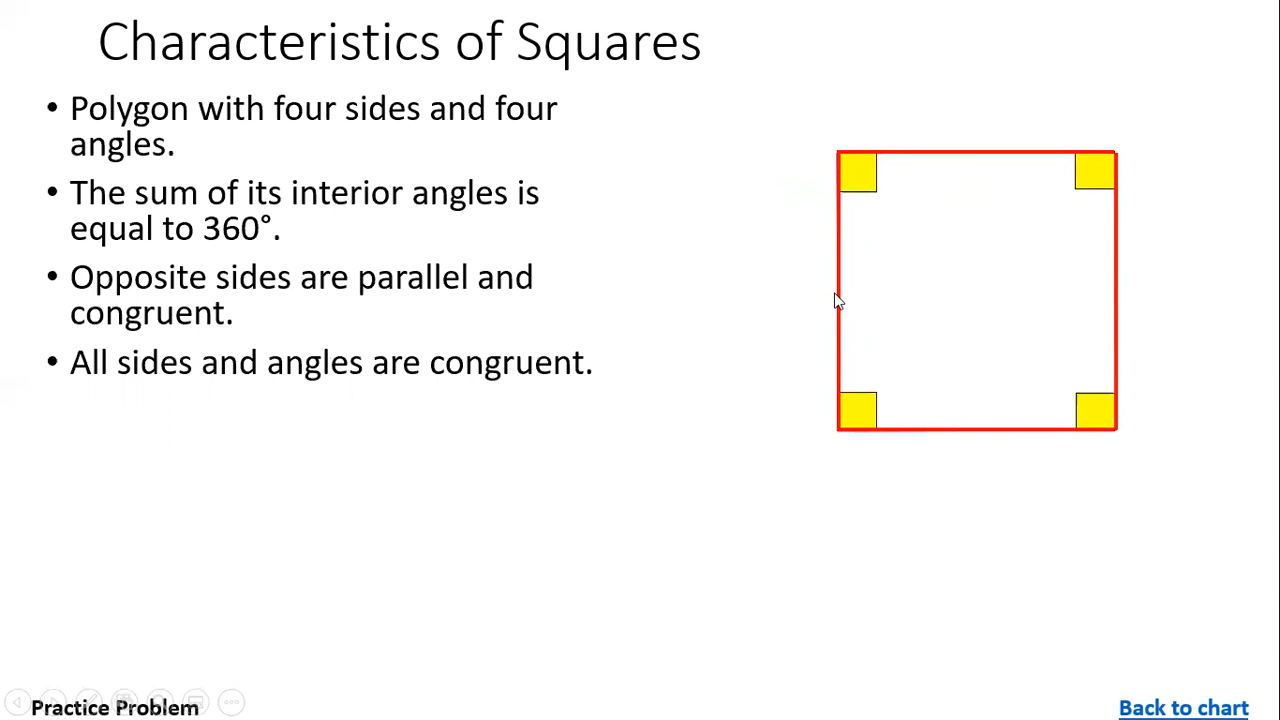 Characteristics of Squares
• Polygon with four sides and four
angles.
• The sum of its interior angles is
equal to 360°.
• Opposite sides are parallel and
congruent.
• All sides and angles are congruent.
Practice Problem
Back to chart